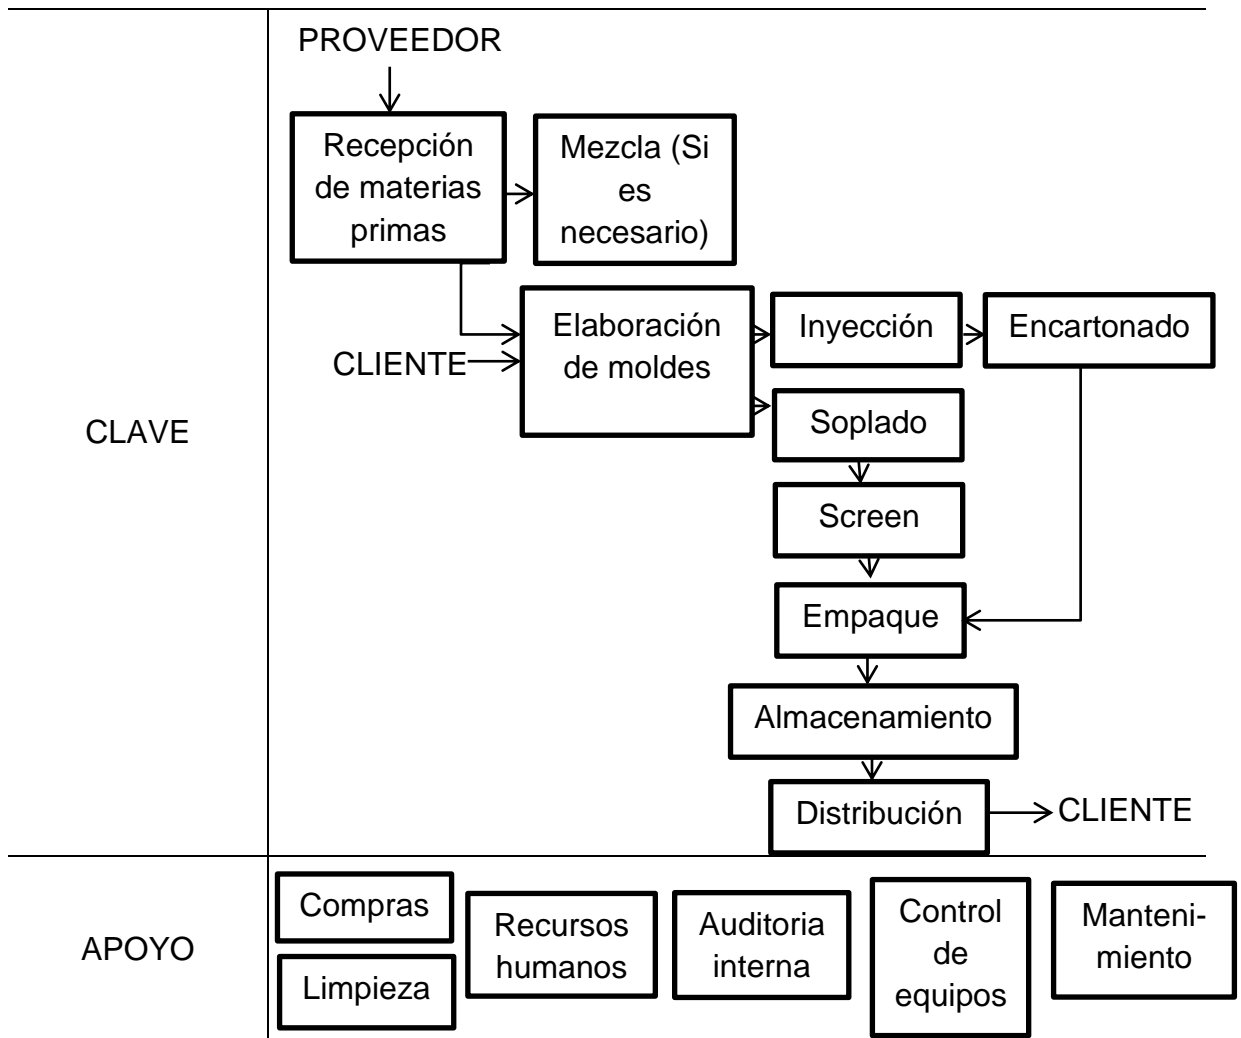 PROVEEDOR
Recepción
de materias
primas
Mezcla (Si
es
necesario)
Elaboración
de moldes
Inyección
Encartonado
CLIENTE
CLAVE
Soplado
Screen
Empaque
Almacenamiento
Distribución
CLIENTE
APOYO
Compras
Limpieza
Recursos
humanos
Auditoria
interna
Control
de
equipos
Manteni-
miento